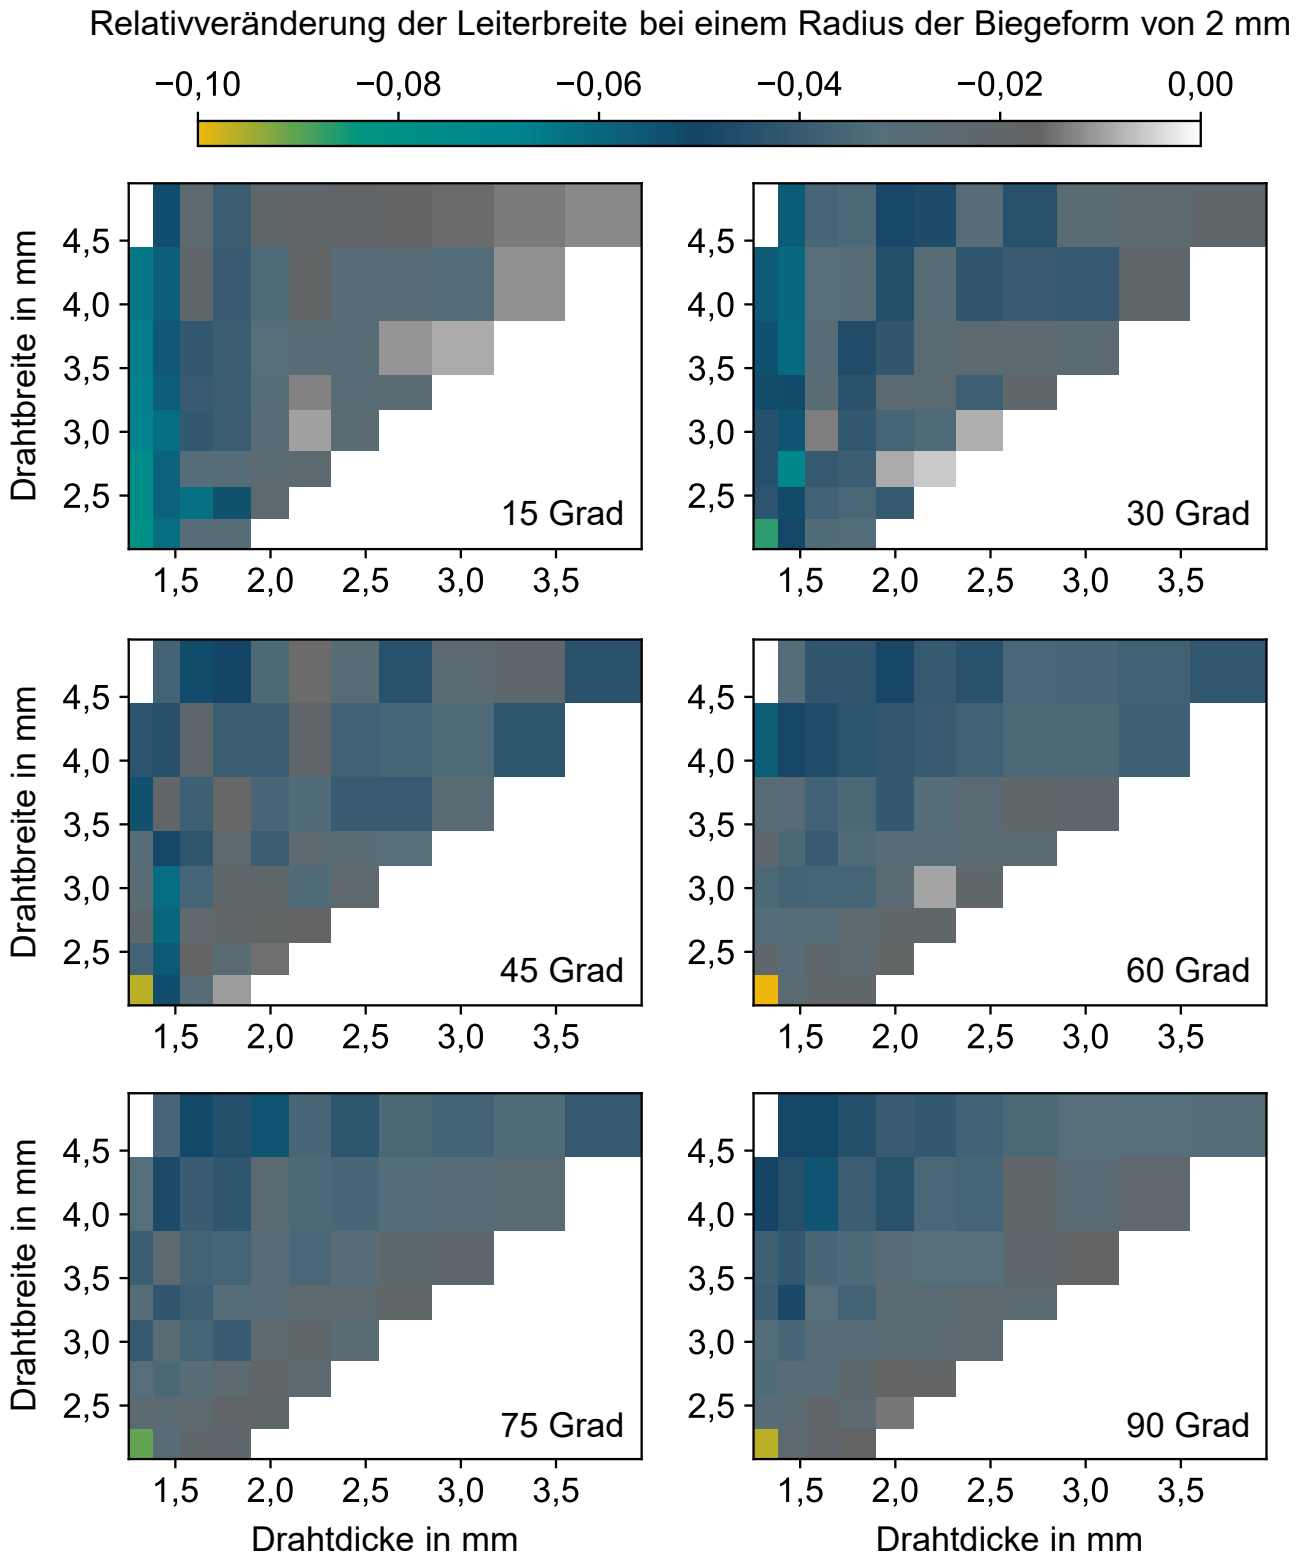 Relativveränderung der Leiterbreite bei einem Radius der Biegeform von 2 mm
−0,10 −0,08 −0,06 −0,04 −0,02 0,00
Drahtbreite in mm
4,5
4,0
3,5
3,0
2,5
15 Grad
1,5 2,0 2,5 3,0 3,5
4,5
4,0
3,5
3,0
2,5
30 Grad
1,5 2,0 2,5 3,0 3,5
Drahtbreite in mm
4,5
4,0
3,5
3,0
2,5
45 Grad
1,5 2,0 2,5 3,0 3,5
4,5
4,0
3,5
3,0
2,5
60 Grad
1,5 2,0 2,5 3,0 3,5
Drahtbreite in mm
4,5
4,0
3,5
3,0
2,5
75 Grad
1,5 2,0 2,5 3,0 3,5
Drahtdicke in mm
4,5
4,0
3,5
3,0
2,5
90 Grad
1,5 2,0 2,5 3,0 3,5
Drahtdicke in mm